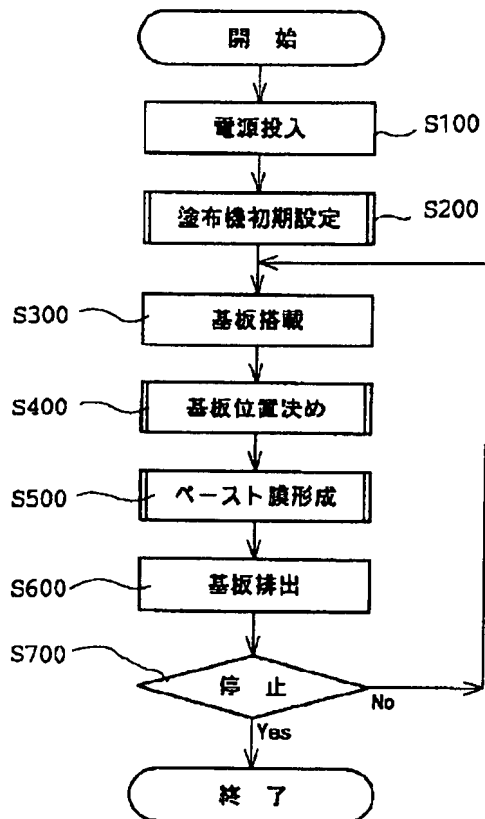 開 始
電源投入
S100
塗布機初期設定
S200
S300
基板搭載
S400
基板位置決め
S500
ペースト膜形成
S600
基板排出
S700
停 止
No
Yes
終 了